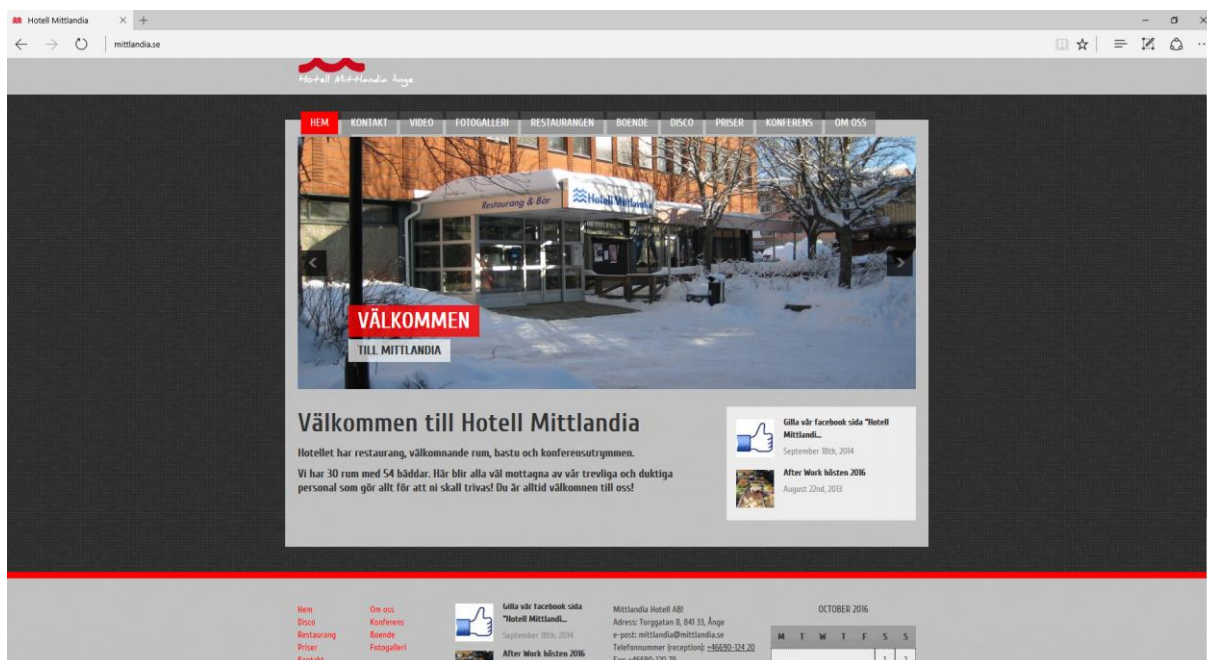 Hotell Mittlandia
mittlandia.se
Hotell Mittlandia Ånge
HEM KONTAKT VIDEO FOTOGALLERI RESTAURANGEN BOENDE DISCO PRISER KONFERENS OM OSS
Restaurang & Bar
Hotell Mittlandia
VÄLKOMMEN
TILL MITTLANDIA
Välkommen till Hotell Mittlandia
Hotellet har restaurang, välkomnande rum, bastu och konferensutrymmen.
Vi har 30 rum med 54 bäddar. Här blir alla väl mottagna av vår trevliga och duktiga
personal som gör allt för att ni skall trivas! Du är alltid välkomnen till oss!
Gilla vår facebook sida "Hotell
Mittlandi...
September 18th, 2014
After Work hösten 2016
August 22nd, 2013
Hem
Disco
Restaurang
Priser
Kontakt
Om oss
Konferens
Boende
Fotogalleri
Gilla vår facebook sida
"Hotell Mittlandi...
September 18th, 2014
After Work hösten 2016
Mittlandia Hotell AB!
Adress: Torggatan 8, 841 33, Ånge
e-post: mittlandia@mittlandia.se
Telefonnummer (reception): +46690-124 20
Fax: +46690-120 78
OCTOBER 2016
M T W T F S S
1 2